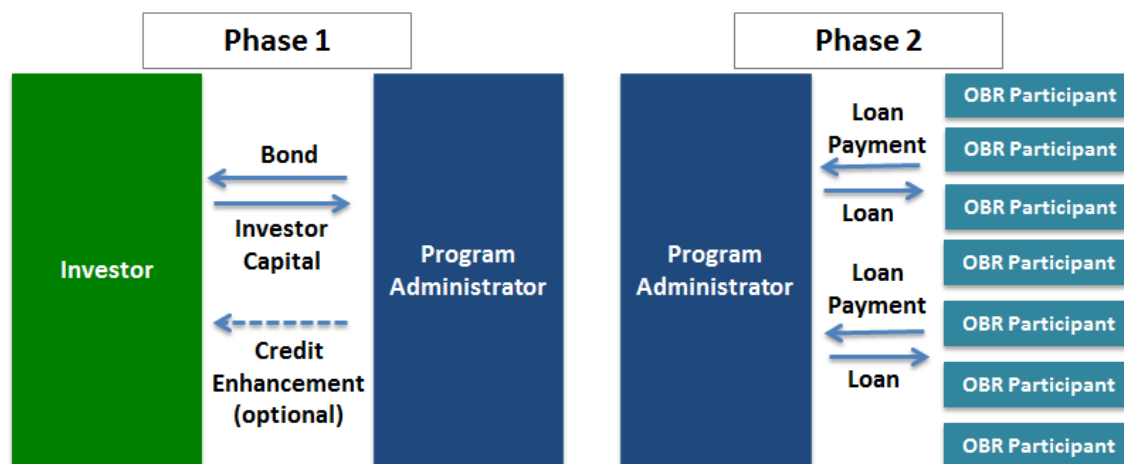 Phase 1
Investor
Bond
Investor
Capital
Credit
Enhancement
(optional)
Program
Administrator
Phase 2
Program
Administrator
Loan
Payment
Loan
Loan
Payment
Loan
OBR Participant
OBR Participant
OBR Participant
OBR Participant
OBR Participant
OBR Participant
OBR Participant